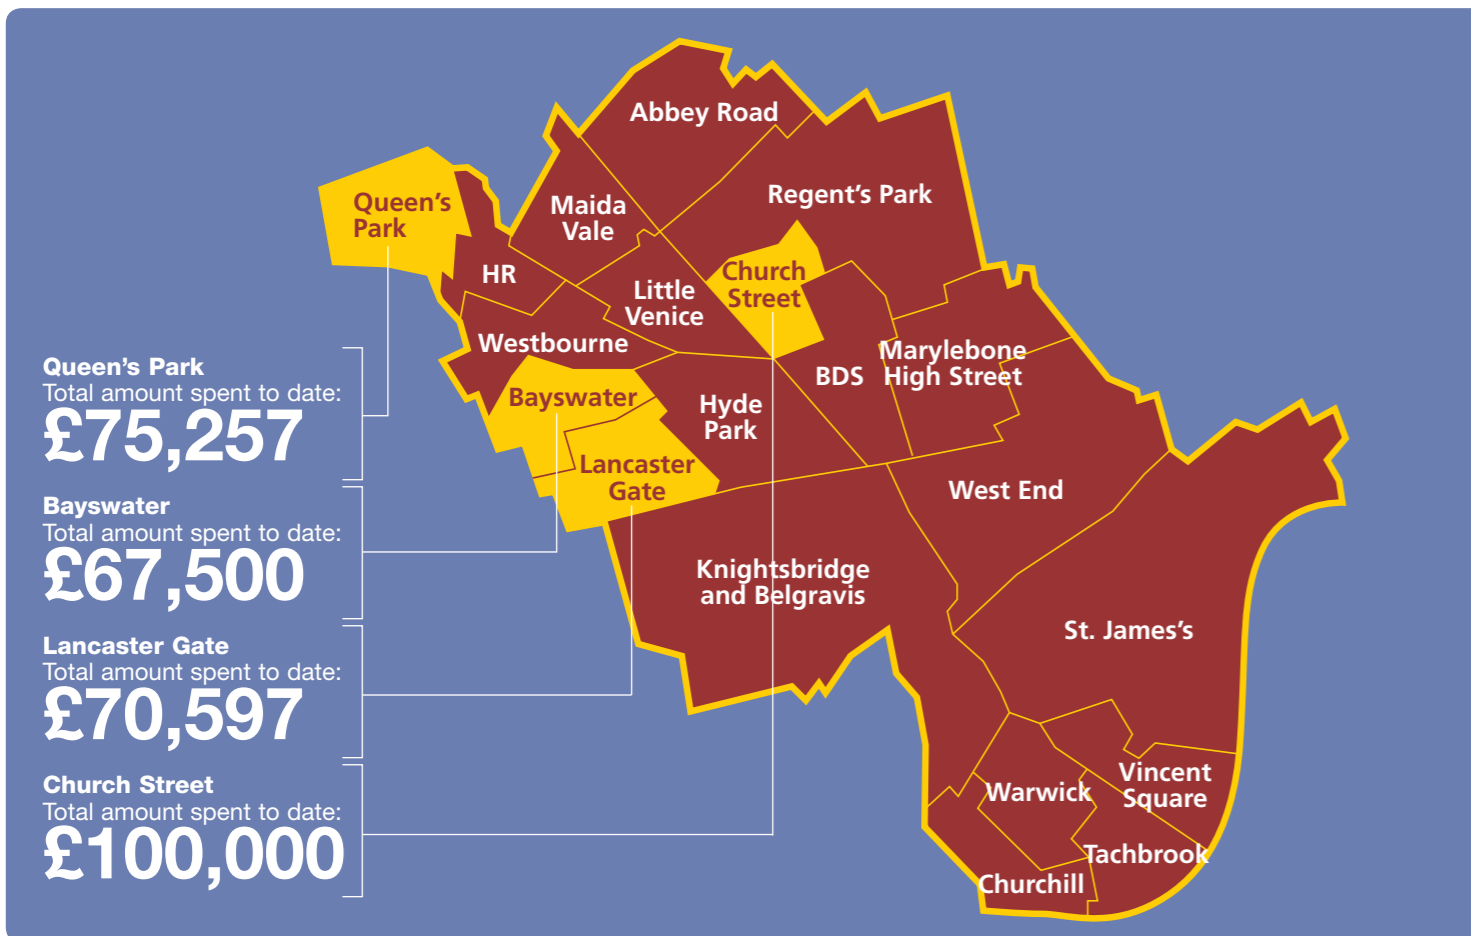 Abbey Road
Regent's Park
Queen's
Park
Maida
Vale
HR
Church
Street
Little
Venice
Westbourne
Marylebone
High Street
BDS
Bayswater
Hyde
Park
Lancaster
Gate
West End
Knightsbridge
and Belgravis
St. James's
Vincent
Square
Warwick
Tachbrook
Churchill
Queen's Park
Total amount spent to date:
£75,257
Bayswater
Total amount spent to date:
£67,500
Lancaster Gate
Total amount spent to date:
£70,597
Church Street
Total amount spent to date:
£100,000